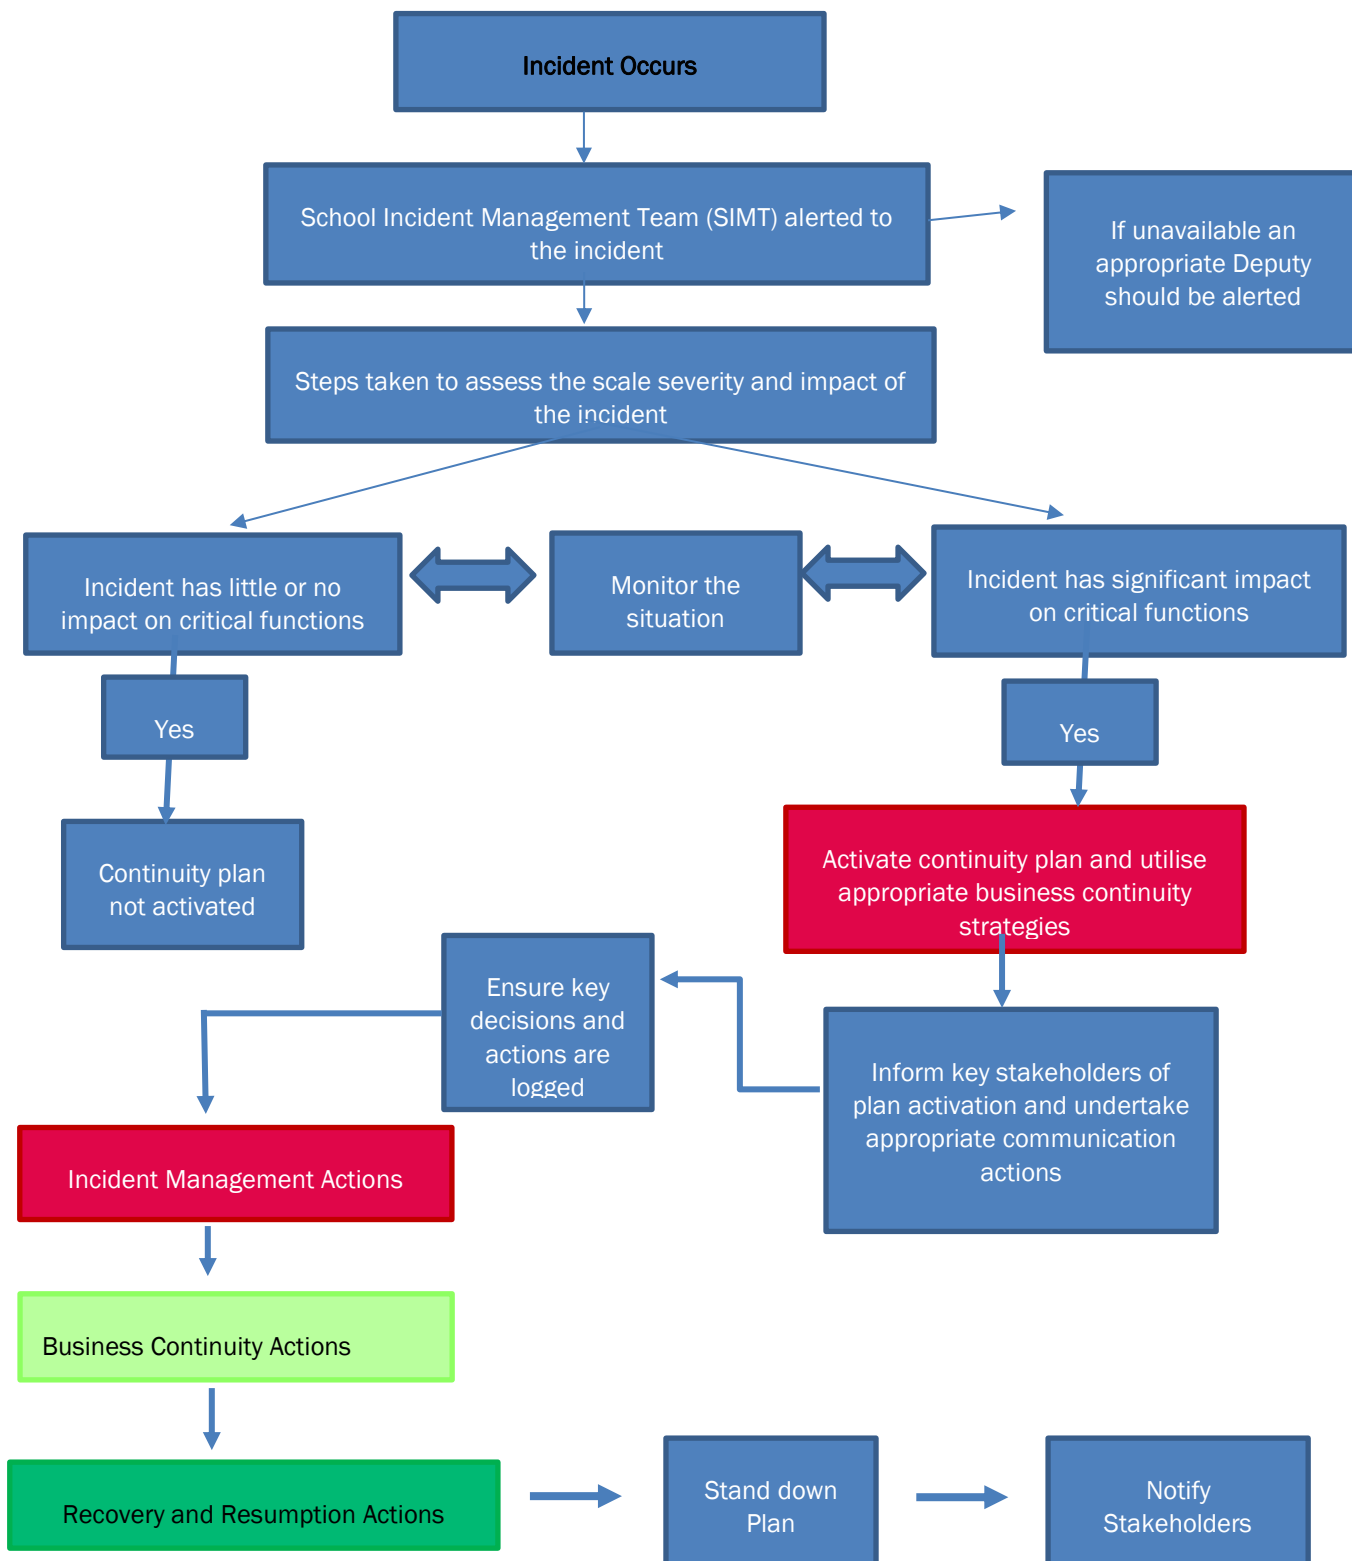 Incident Occurs
School Incident Management Team (SIMT) alerted to
the incident
If unavailable an
appropriate Deputy
should be alerted
Steps taken to assess the scale severity and impact of
the incident
Incident has little or no
impact on critical functions
Monitor the
situation
Incident has significant impact
on critical functions
Yes
Yes
Continuity plan
not activated
Activate continuity plan and utilise
appropriate business continuity
strategies
Ensure key
decisions and
actions are
logged
Inform key stakeholders of
plan activation and undertake
appropriate communication
actions
Incident Management Actions
Business Continuity Actions
Recovery and Resumption Actions
Stand down
Plan
Notify
Stakeholders